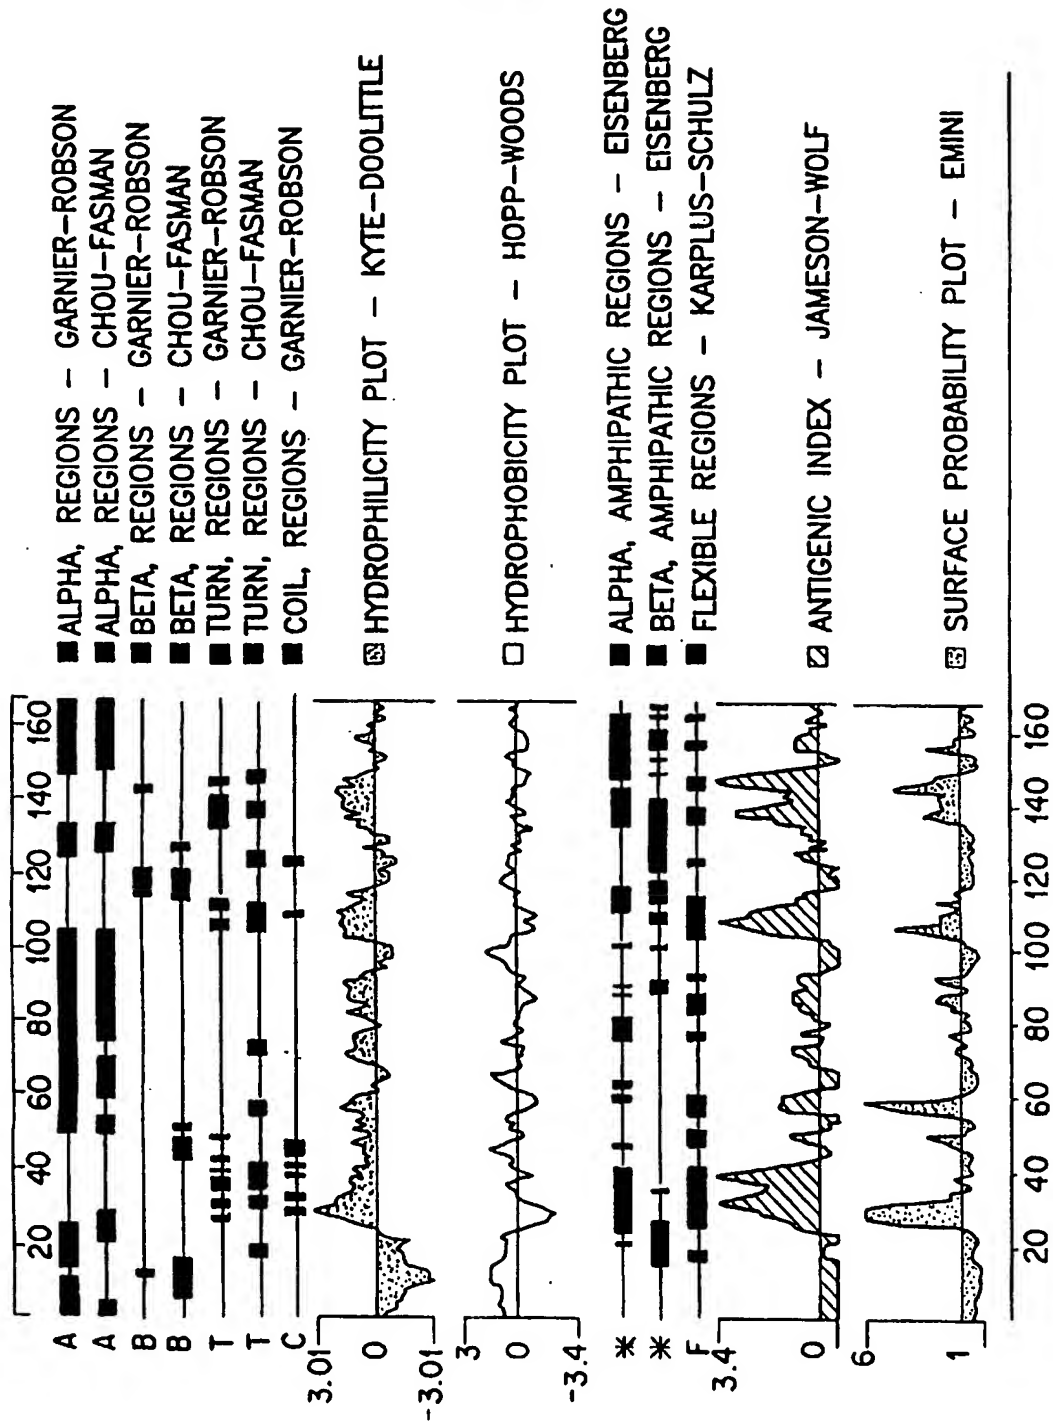 20 40 60 80 100 120 140 160
A ■ ALPHA, REGIONS – GARNIER–ROBSON
A ■ ALPHA, REGIONS – CHOU–FASMAN
B ■ BETA, REGIONS – GARNIER–ROBSON
B ■ BETA, REGIONS – CHOU–FASMAN
T ■ TURN, REGIONS – GARNIER–ROBSON
T ■ TURN, REGIONS – CHOU–FASMAN
C ■ COIL, REGIONS – GARNIER–ROBSON
3.01
0 HYDROPHILICITY PLOT – KYTE–DOOLITTLE
-3.01
3
0 HYDROPHOBICITY PLOT – HOPP–WOODS
-3.4
* ■ ALPHA, AMPHIPATHIC REGIONS – EISENBERG
* ■ BETA, AMPHIPATHIC REGIONS – EISENBERG
F ■ FLEXIBLE REGIONS – KARPLUS–SCHULZ
3.4
0 ANTIGENIC INDEX – JAMESON–WOLF
6
1 SURFACE PROBABILITY PLOT – EMINI
20 40 60 80 100 120 140 160